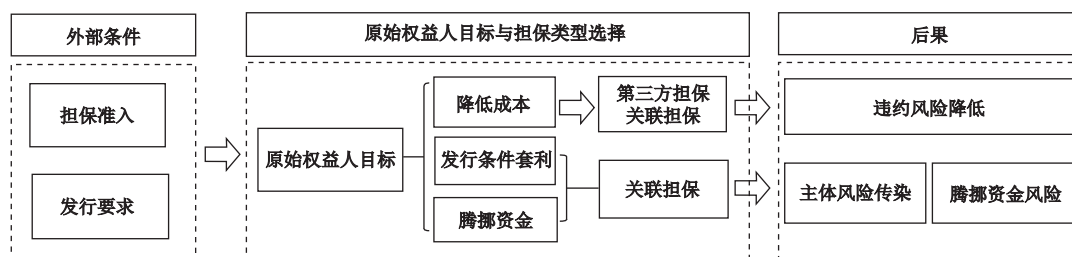 外部条件
原始权益人目标与担保类型选择
后果
担保准入
发行要求
原始权益人目标
降低成本
发行条件套利
腾挪资金
第三方担保
关联担保
关联担保
违约风险降低
主体风险传染
腾挪资金风险